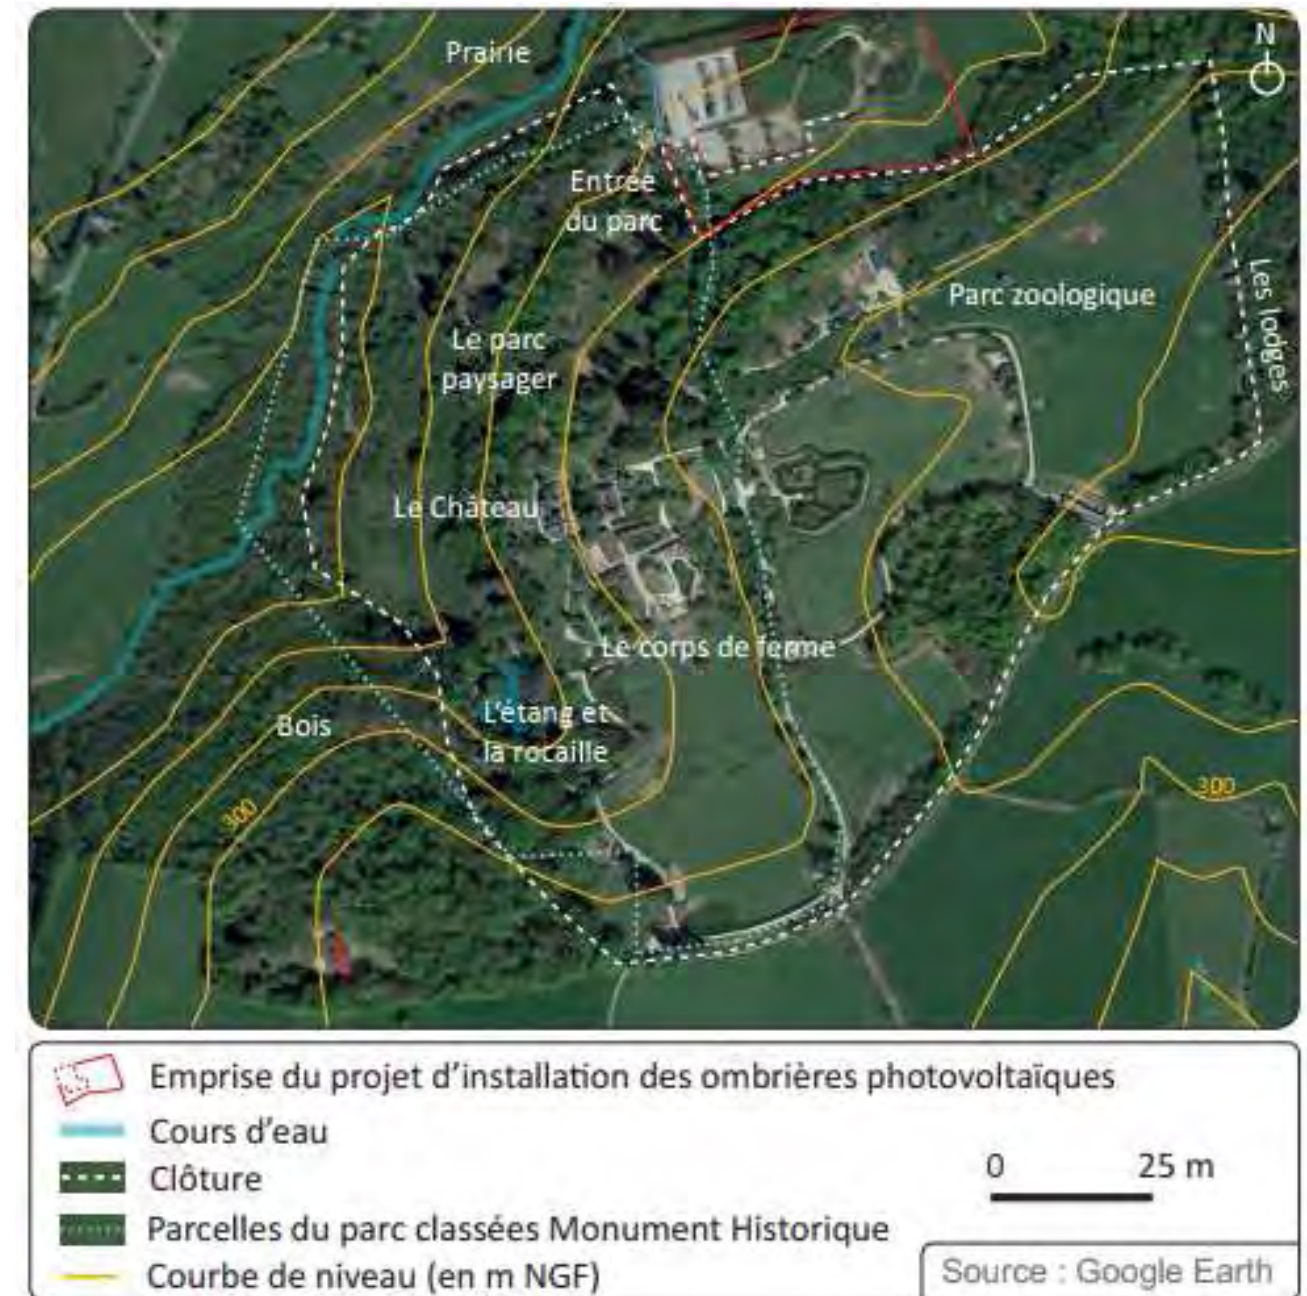 Prairie
N
Entrée
du parc
Parc zoologique
Les lodges
Le parc
paysager
Le Château
Le corps de ferme
L'étang et
la rocaille
Bois
300
300
Emprise du projet d'installation des ombrières photovoltaïques
Cours d'eau
Clôture
0 25 m
Parcelles du parc classées Monument Historique
Courbe de niveau (en m NGF)
Source : Google Earth